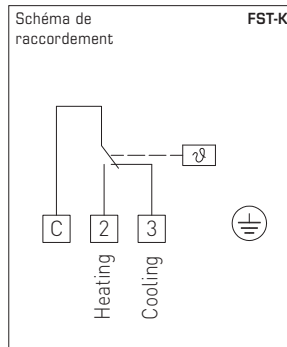 Schéma de
raccordement
FST-K
ϑ
C
2
3
Heating
Cooling